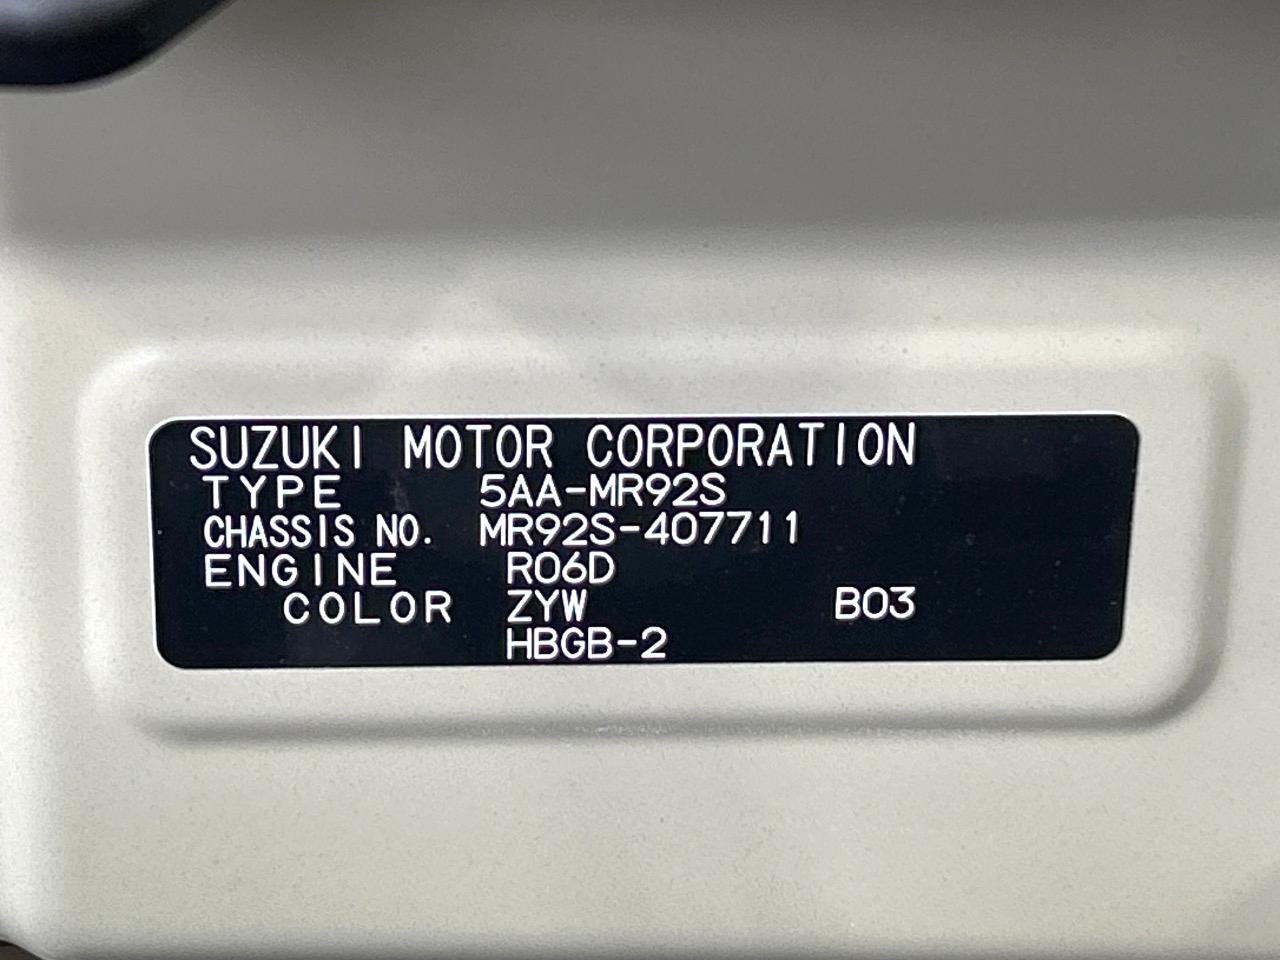 SUZUKI MOTOR CORPORATION
TYPE 5AA-MR92S
CHASSIS NO. MR92S-407711
ENGINE R06D
COLOR ZYW B03
HBGB-2